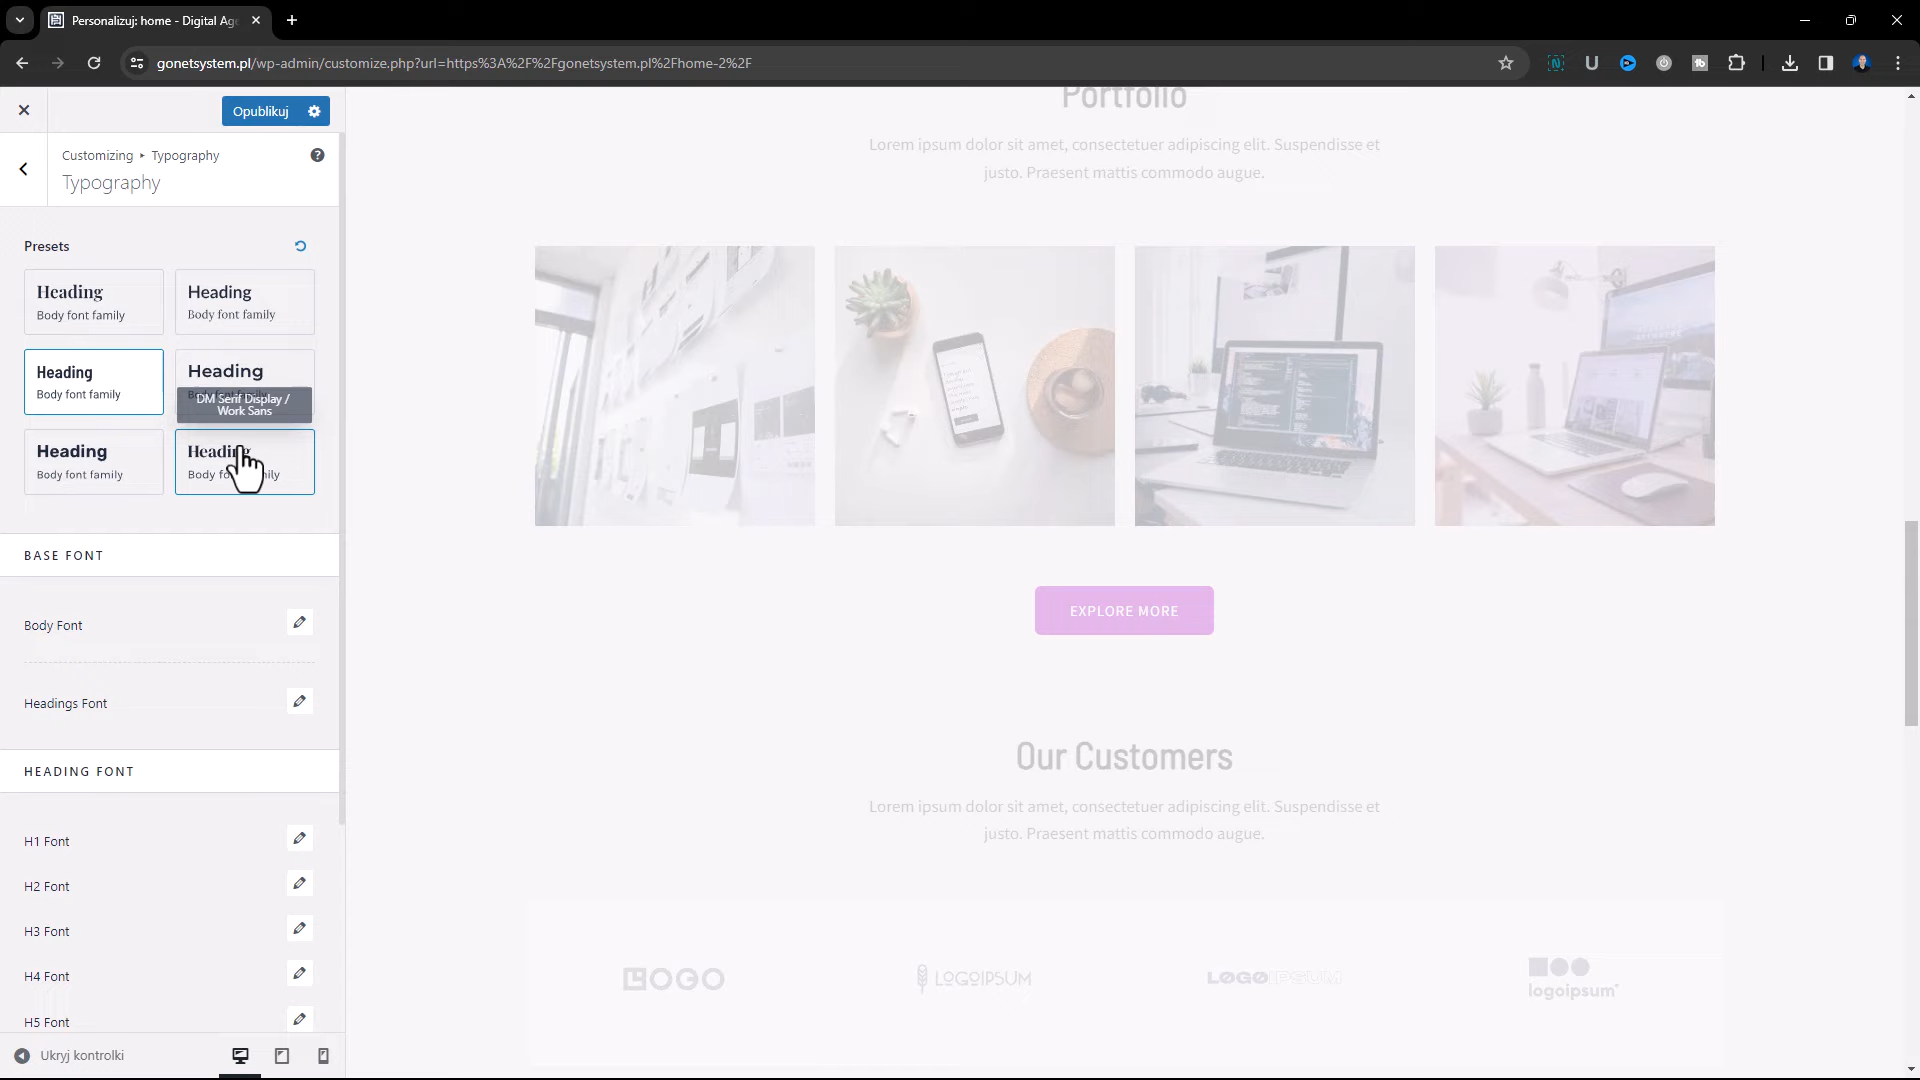 Personalizuj: home - Digital Age
gonetsystem.pl/wp-admin/customize.php?url=https%3A%2F%2Fgonetsystem.pl%2Fhome-2%2F
Opublikuj
Customizing ▸ Typography
Typography
Presets
Heading
Body font family
Heading
Body font family
Heading
Body font family
Heading
DM Serif Display /
Work Sans
Heading
Body font family
Heading
Body font family
BASE FONT
Body Font
Headings Font
HEADING FONT
H1 Font
H2 Font
H3 Font
H4 Font
H5 Font
Ukryj kontrolki
Portfolio
Lorem ipsum dolor sit amet, consectetuer adipiscing elit. Suspendisse et
justo. Praesent mattis commodo augue.
EXPLORE MORE
Our Customers
Lorem ipsum dolor sit amet, consectetuer adipiscing elit. Suspendisse et
justo. Praesent mattis commodo augue.
LOGO
LOGOIPSUM
LOGOIPSUM
logoipsum